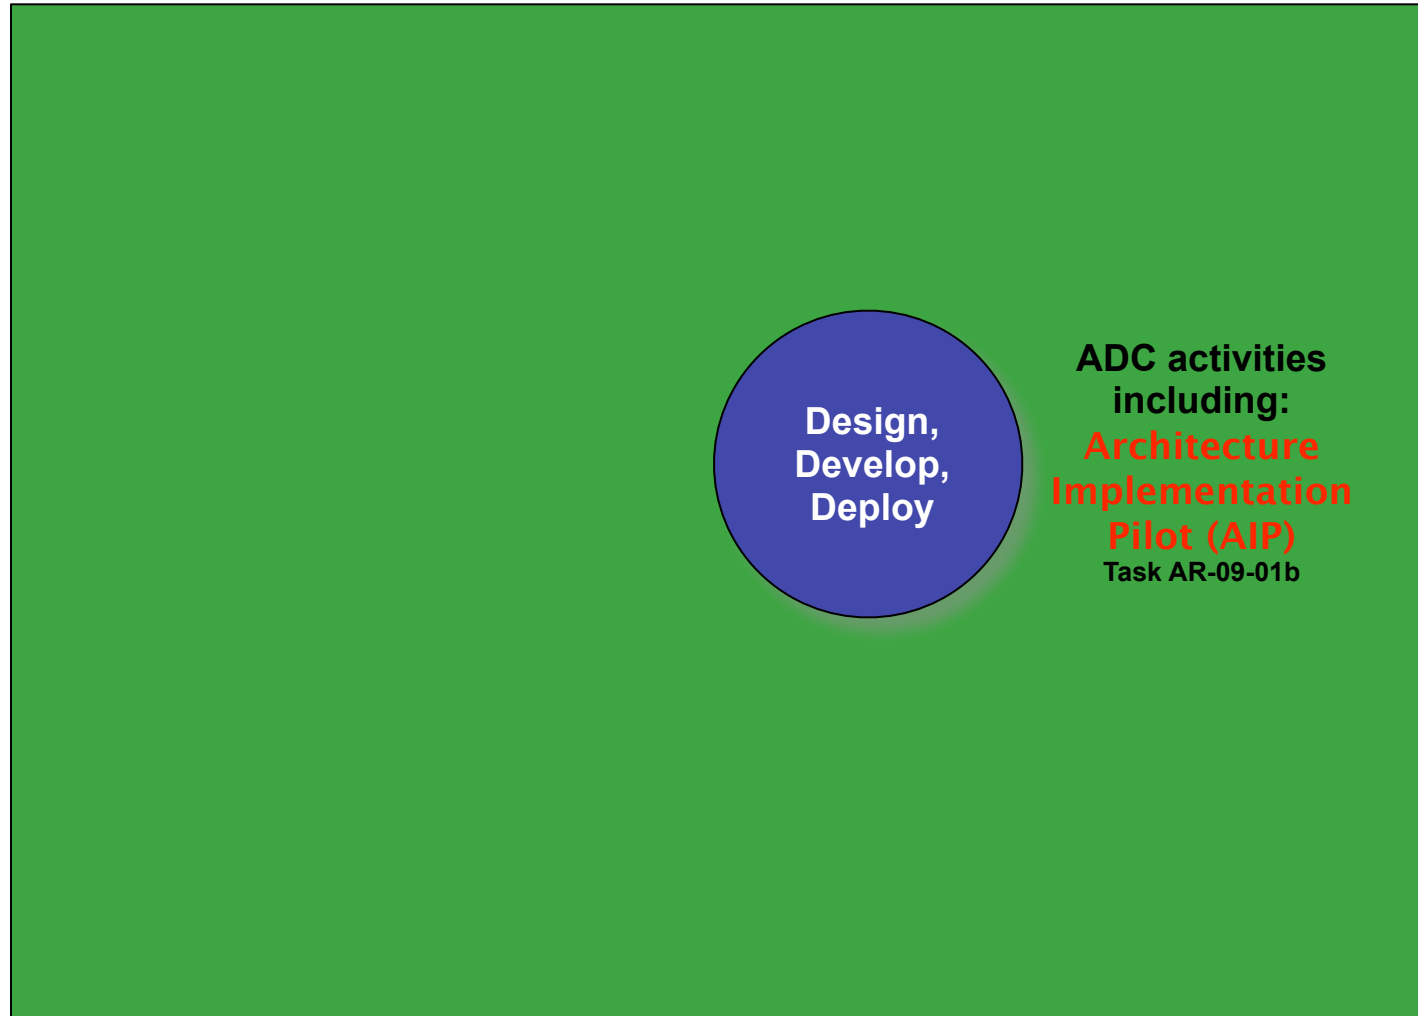 Design,
Develop,
Deploy
ADC activities
including:
Architecture
Implementation
Pilot (AIP)
Task AR-09-01b